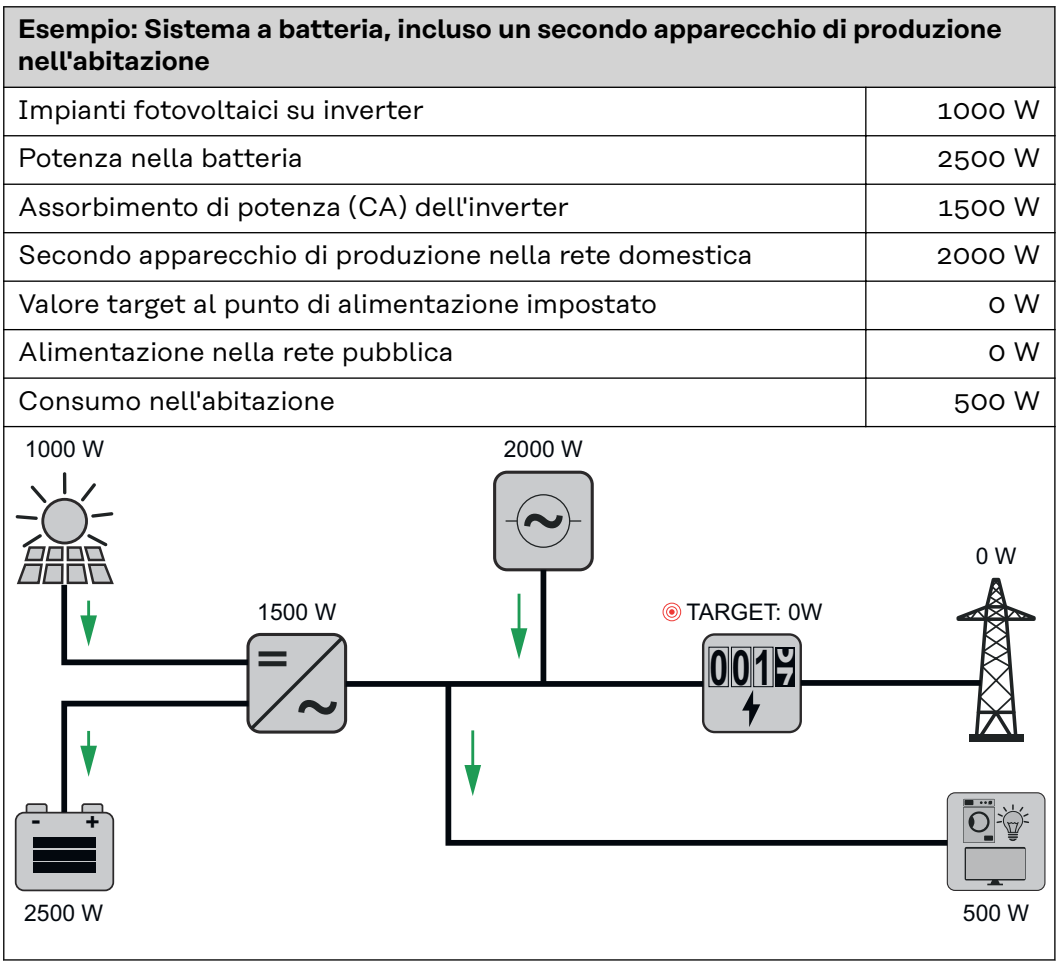 Esempio: Sistema a batteria, incluso un secondo apparecchio di produzione
nell'abitazione
Impianti fotovoltaici su inverter 1000 W
Potenza nella batteria 2500 W
Assorbimento di potenza (CA) dell'inverter 1500 W
Secondo apparecchio di produzione nella rete domestica 2000 W
Valore target al punto di alimentazione impostato 0 W
Alimentazione nella rete pubblica 0 W
Consumo nell'abitazione 500 W
1000 W
2000 W
0 W
1500 W
TARGET: 0W
001
7
- +
2500 W
500 W